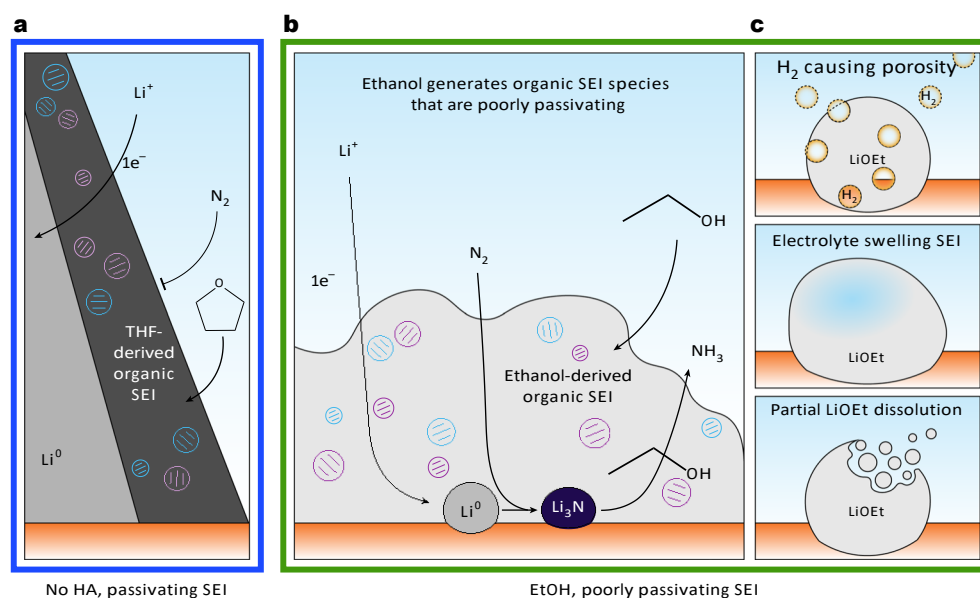 a
Li⁺
1e⁻
N₂
O
THF-
derived
organic
SEI
Li⁰
No HA, passivating SEI
b
Ethanol generates organic SEI species
that are poorly passivating
Li⁺
OH
N₂
1e⁻
NH₃
Ethanol-derived
organic SEI
OH
Li⁰
Li₃N
EtOH, poorly passivating SEI
c
H₂ causing porosity
H₂
LiOEt
H₂
Electrolyte swelling SEI
LiOEt
Partial LiOEt dissolution
LiOEt